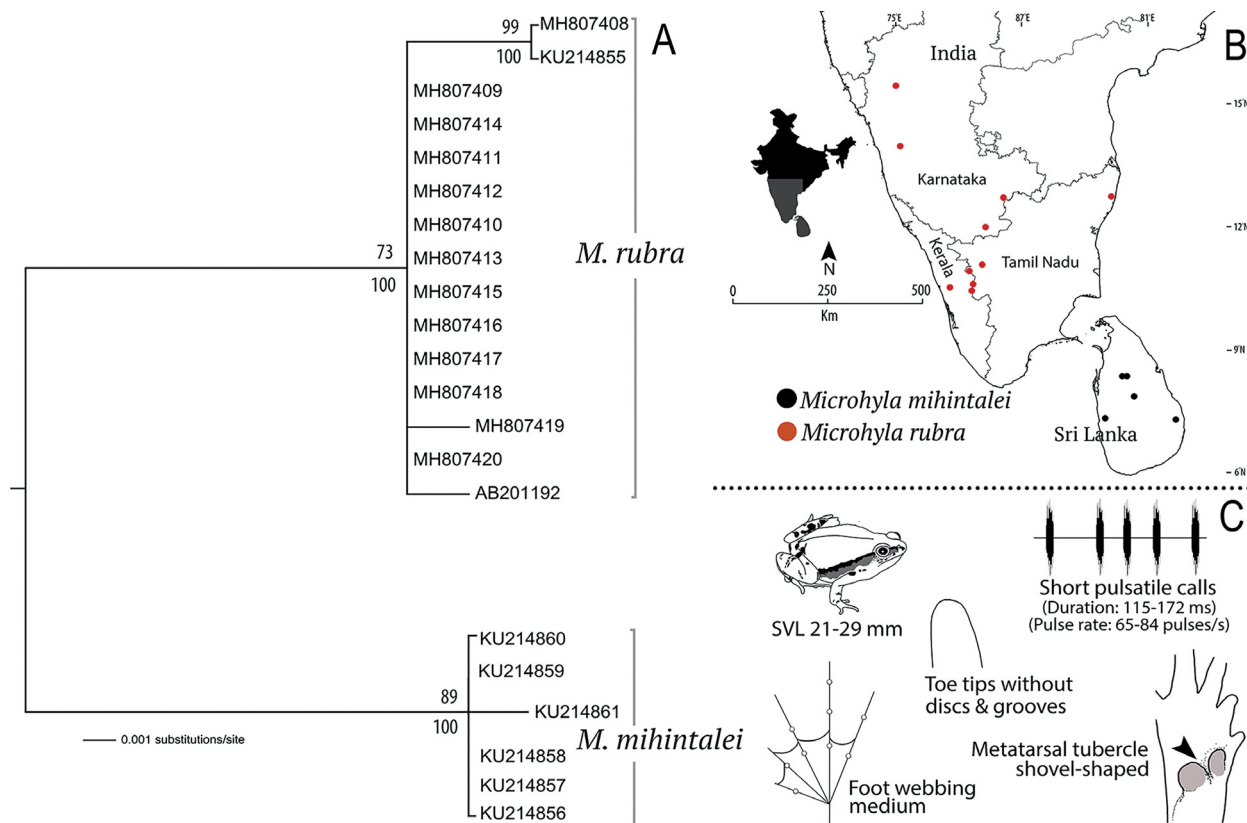 A
99
100
MH807408
KU214855
MH807409
MH807414
MH807411
MH807412
MH807410
73
100
MH807413
M. rubra
MH807415
MH807416
MH807417
MH807418
MH807419
MH807420
AB201192
KU214860
KU214859
89
100
KU214861
M. mihintalei
0.001 substitutions/site
KU214858
KU214857
KU214856
B
75°E
87°E
81°E
India
15°N
Karnataka
12°N
Kerala
Tamil Nadu
N
0
250
500
Km
9°N
Microhyla mihintalei
Microhyla rubra
Sri Lanka
6°N
C
SVL 21-29 mm
Short pulsatile calls
(Duration: 115-172 ms)
(Pulse rate: 65-84 pulses/s)
Toe tips without
discs & grooves
Foot webbing
medium
Metatarsal tubercle
shovel-shaped